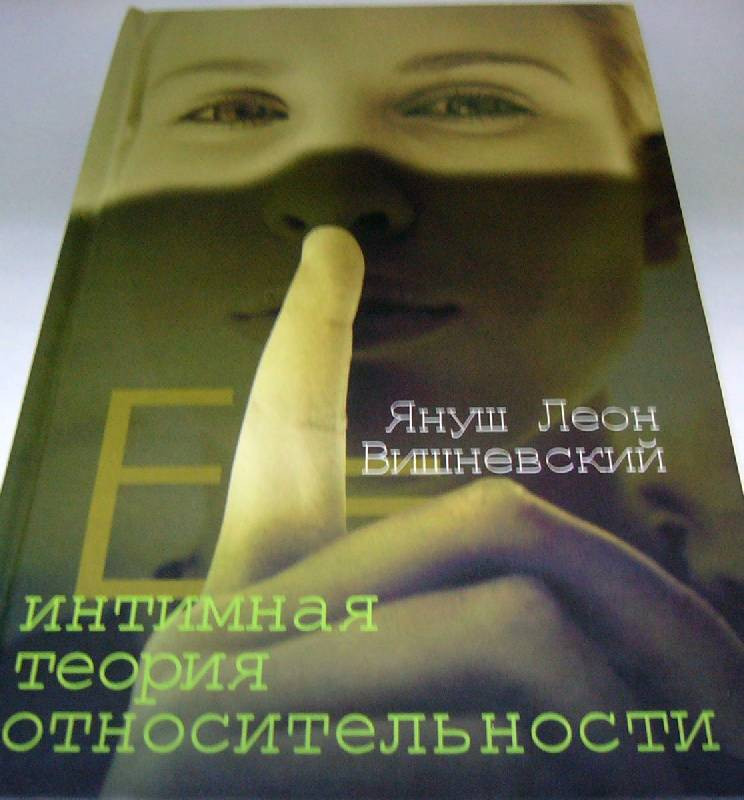 Януш Леон
Вишневский
E =
интимная
теория
относительности